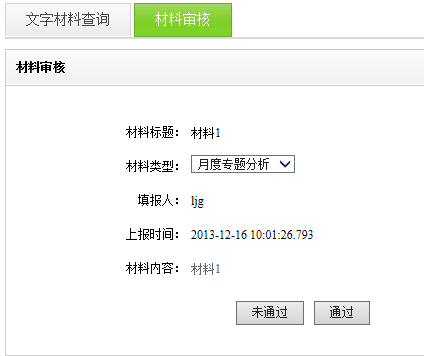 文字材料查询 材料审核
材料审核
材料标题： 材料1
材料类型： 月度专题分析
填报人： ljg
上报时间： 2013-12-16 10:01:26.793
材料内容： 材料1
未通过 通过